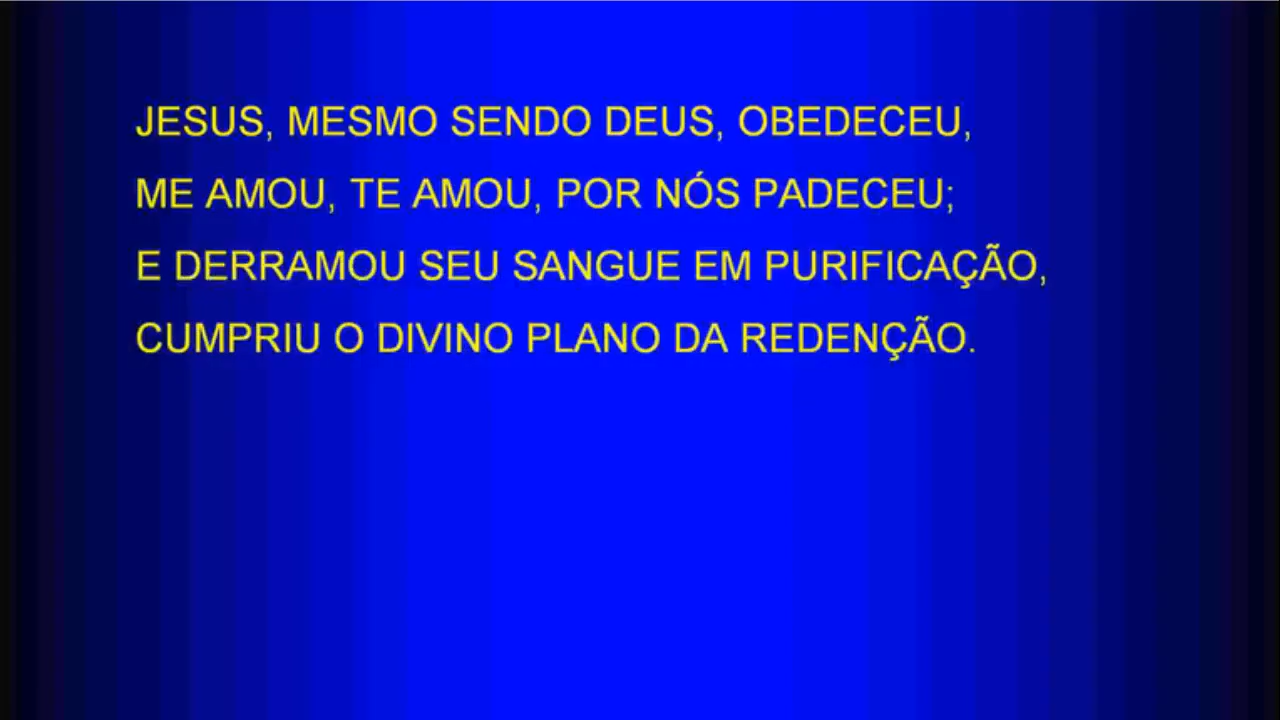 JESUS, MESMO SENDO DEUS, OBEDECEU,
ME AMOU, TE AMOU, POR NÓS PADECEU;
E DERRAMOU SEU SANGUE EM PURIFICAÇÃO,
CUMPRIU O DIVINO PLANO DA REDENÇÃO.